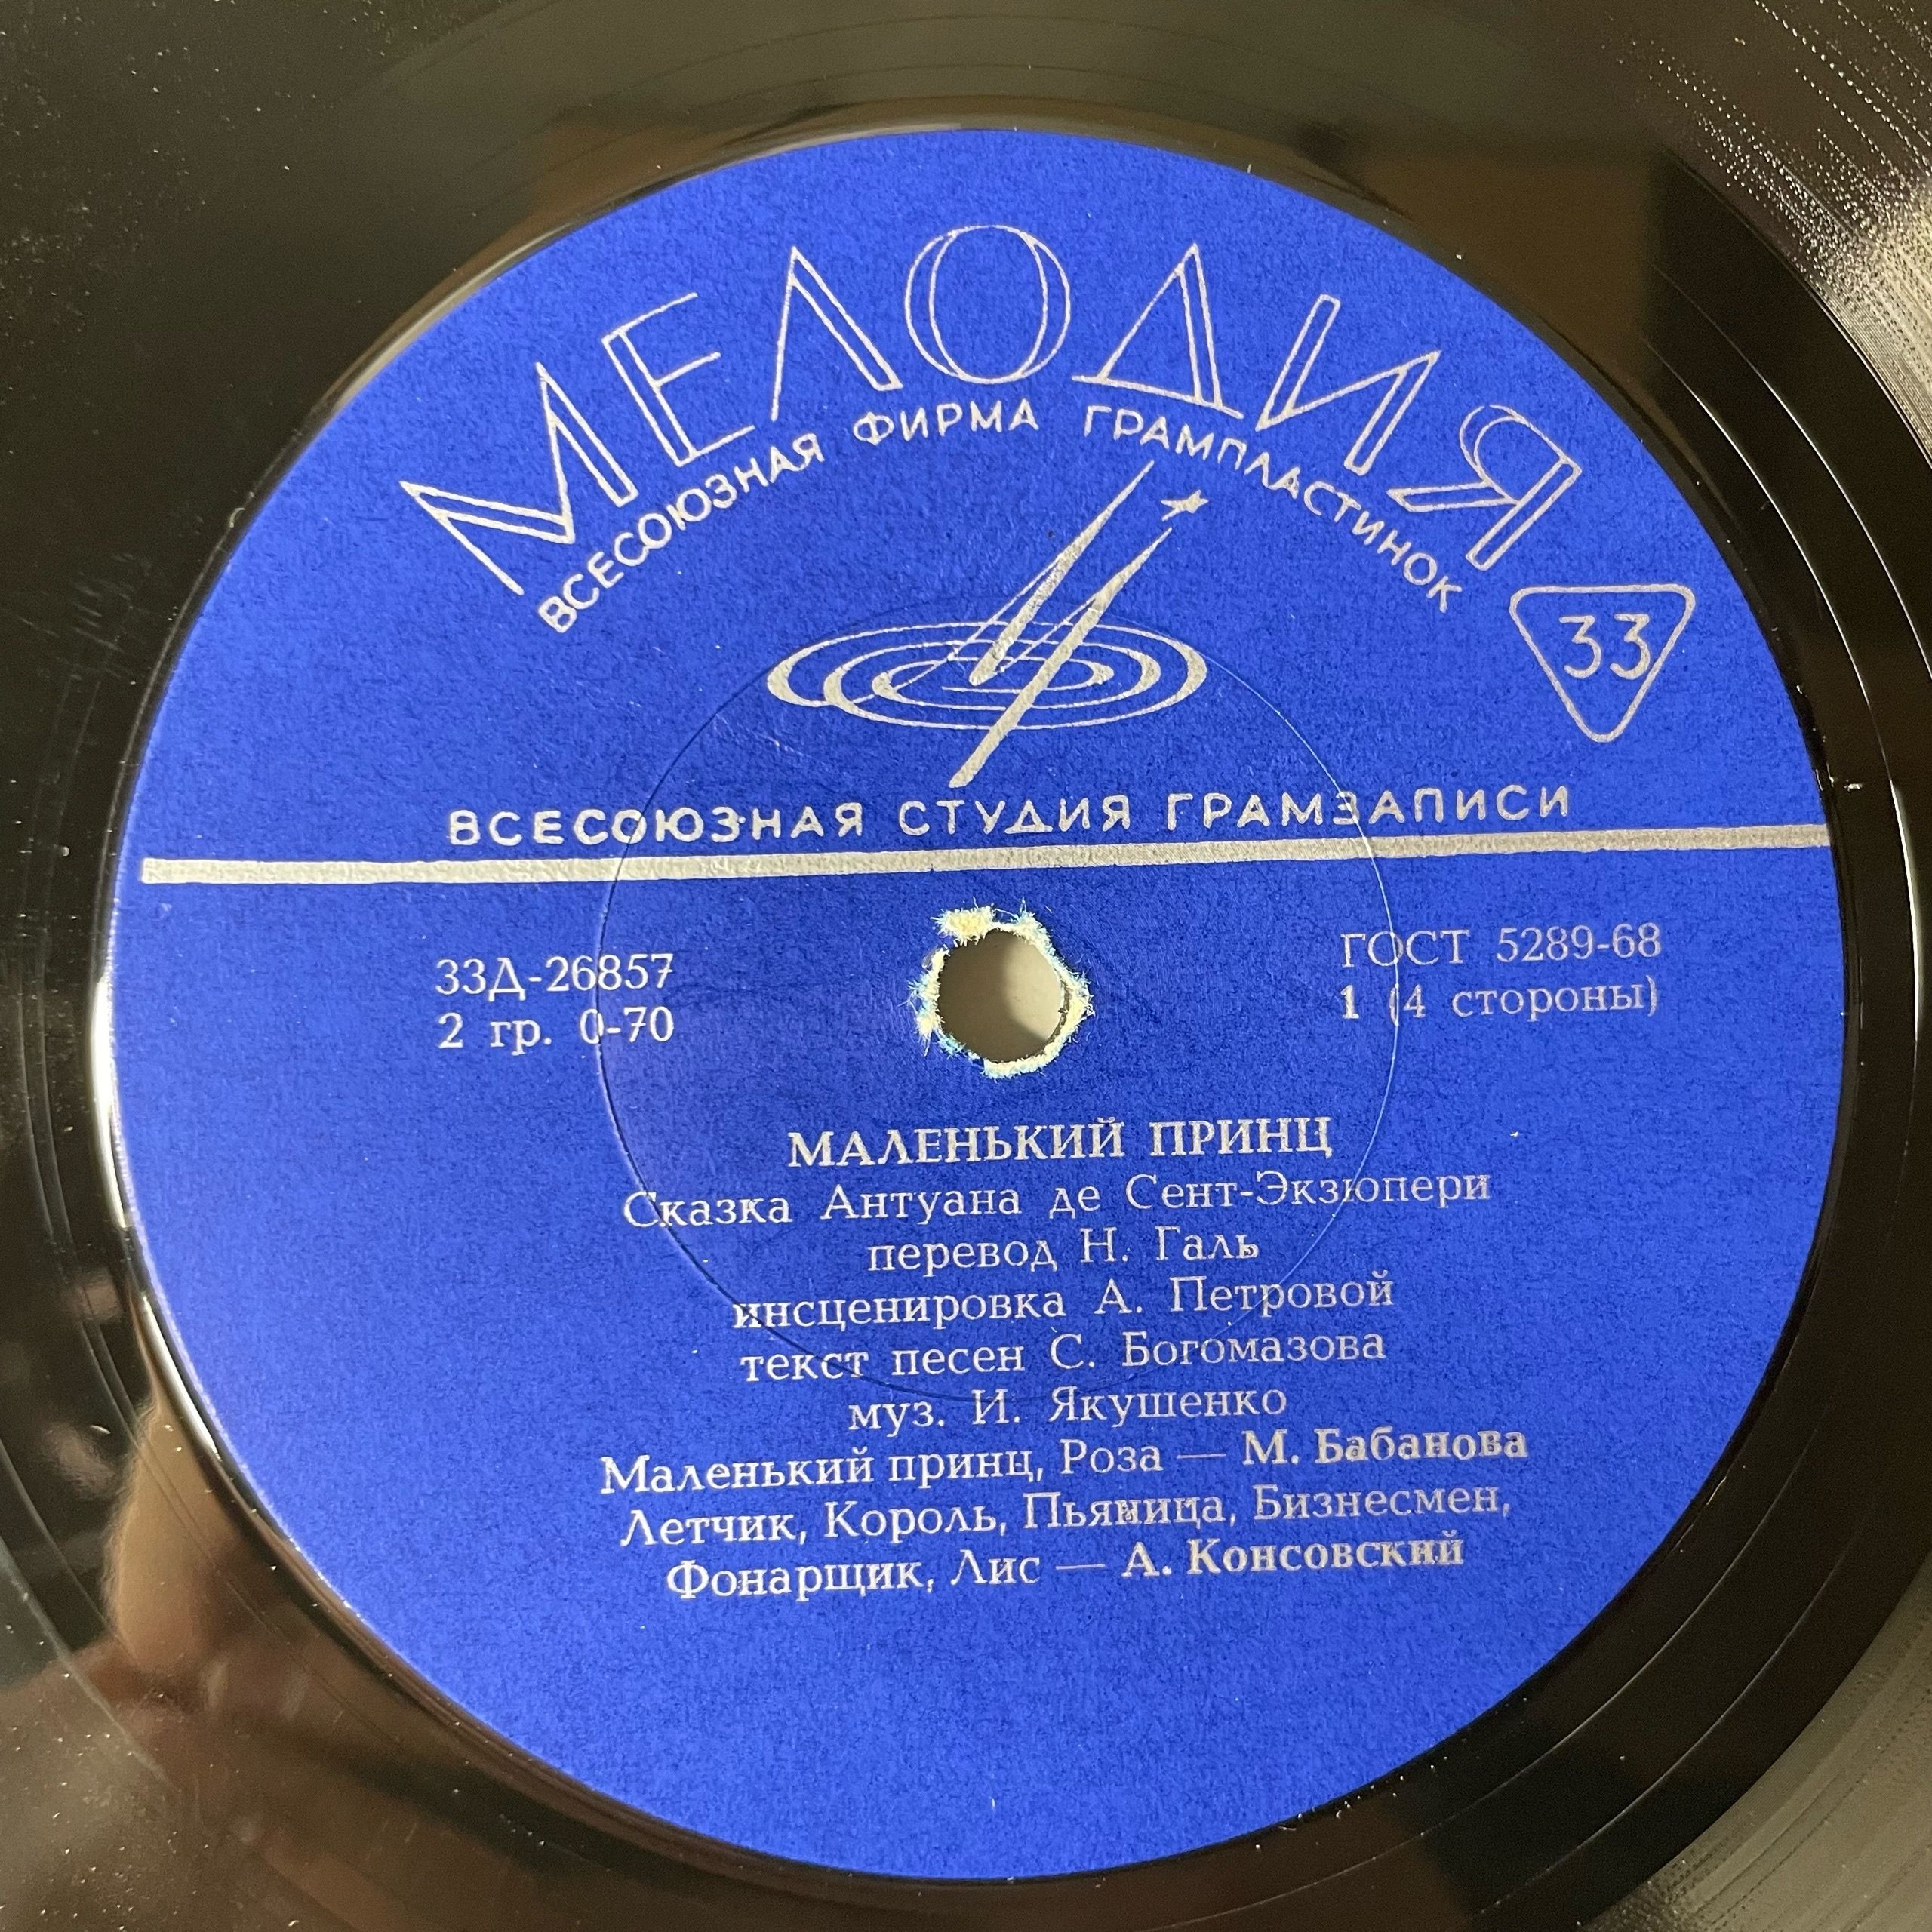 МЕЛОДИЯ
ВСЕСОЮЗНАЯ ФИРМА ГРАМПЛАСТИНОК
33
ВСЕСОЮЗНАЯ СТУДИЯ ГРАМЗАПИСИ
33Д-26857
2 гр. 0-70
ГОСТ 5289-68
1 (4 стороны)
МАЛЕНЬКИЙ ПРИНЦ
Сказка Антуана де Сент-Экзюпери
перевод Н. Галь
инсценировка А. Петровой
текст песен С. Богомазова
муз. И. Якушенко
Маленький принц, Роза — М. Бабанова
Летчик, Король, Пьяница, Бизнесмен,
Фонарщик, Лис — А. Консовский